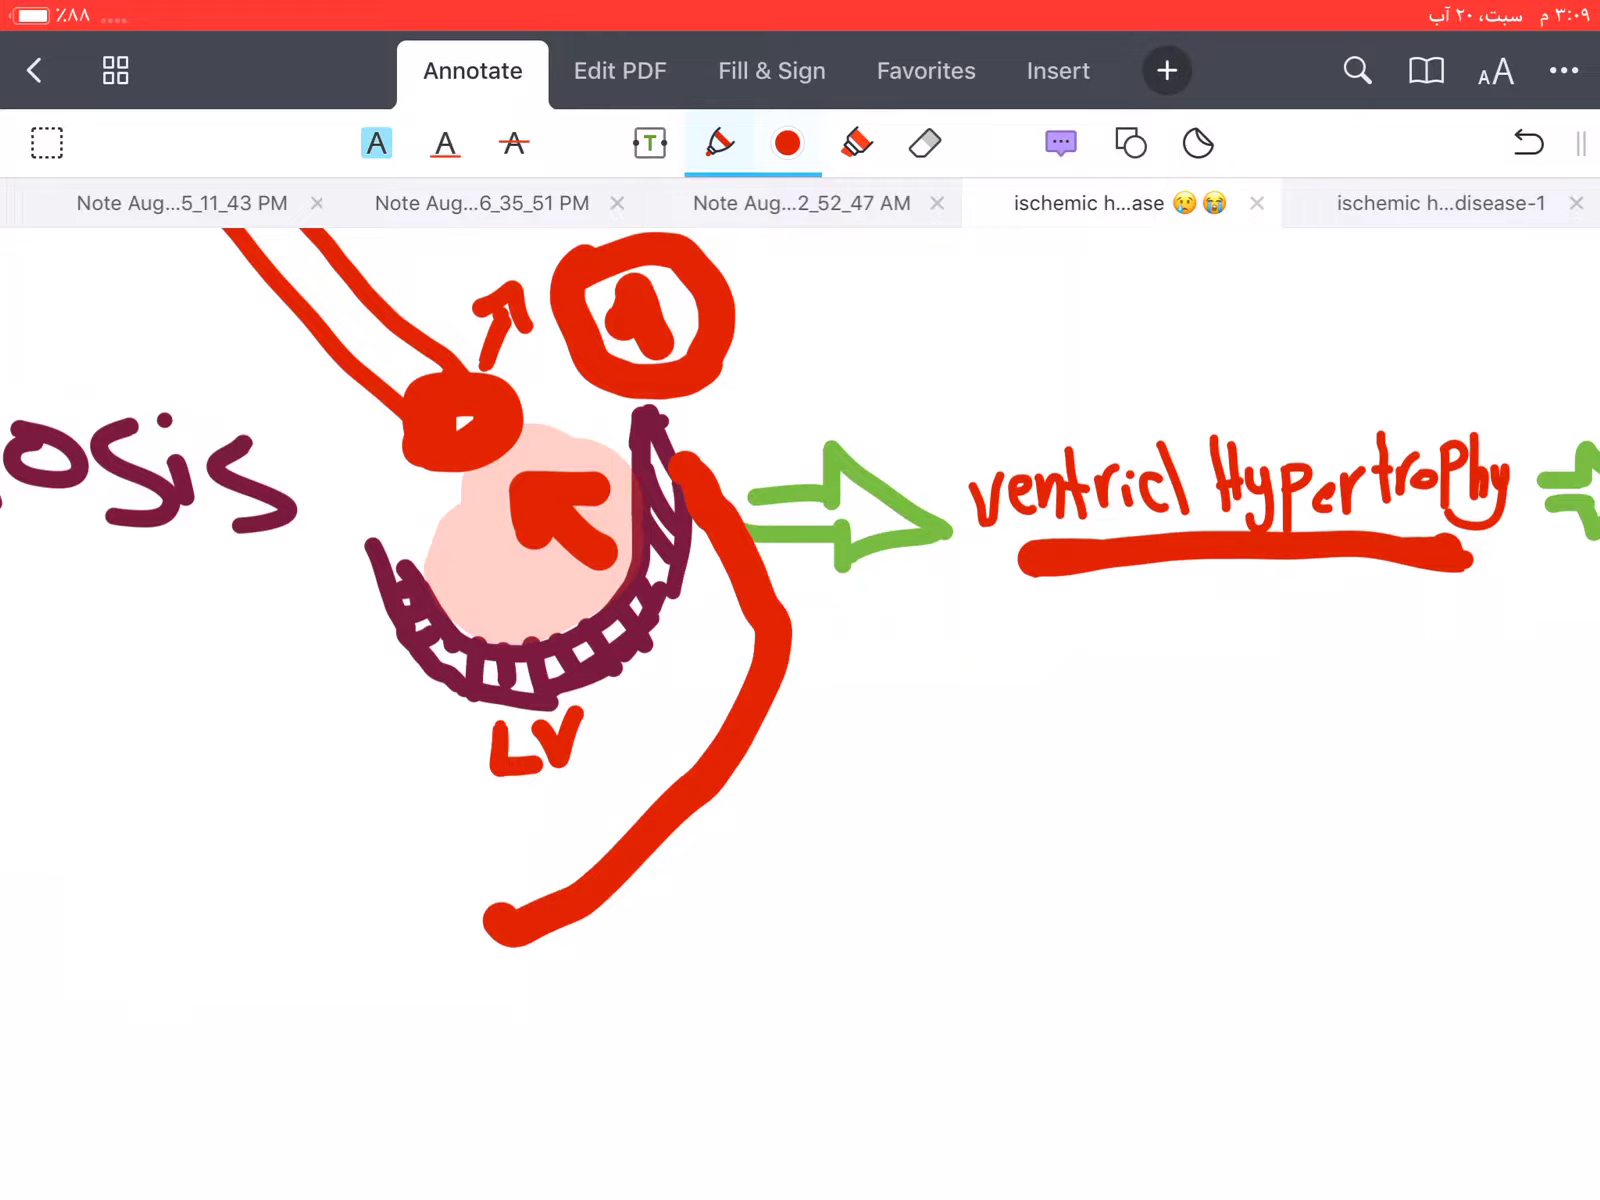 ٪٨٨
٣:٠٩ م سبت، ٢٠ آب
Annotate Edit PDF Fill & Sign Favorites Insert
AA
A A A T
Note Aug...5_11_43 PM Note Aug...6_35_51 PM Note Aug...2_52_47 AM ischemic h...ase 😢😭 ischemic h...disease-1
osis
ventricl Hypertrophy
LV